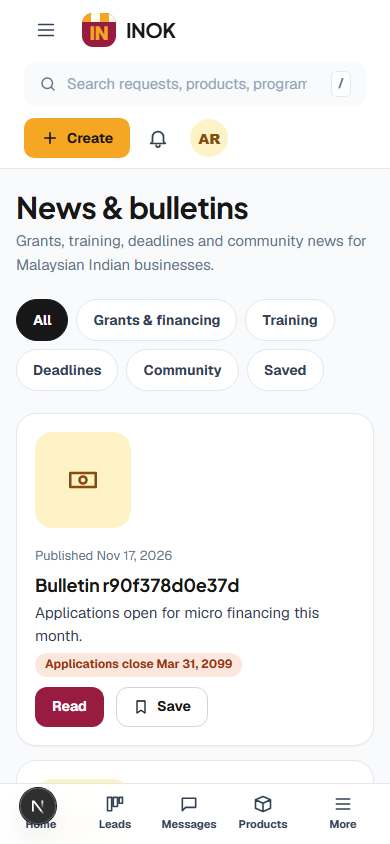 IN INOK
Search requests, products, program /
+ Create AR
News & bulletins
Grants, training, deadlines and community news for
Malaysian Indian businesses.
All Grants & financing Training
Deadlines Community Saved
Published Nov 17, 2026
Bulletin r90f378d0e37d
Applications open for micro financing this
month.
Applications close Mar 31, 2099
Read Save
N
Home Leads Messages Products More